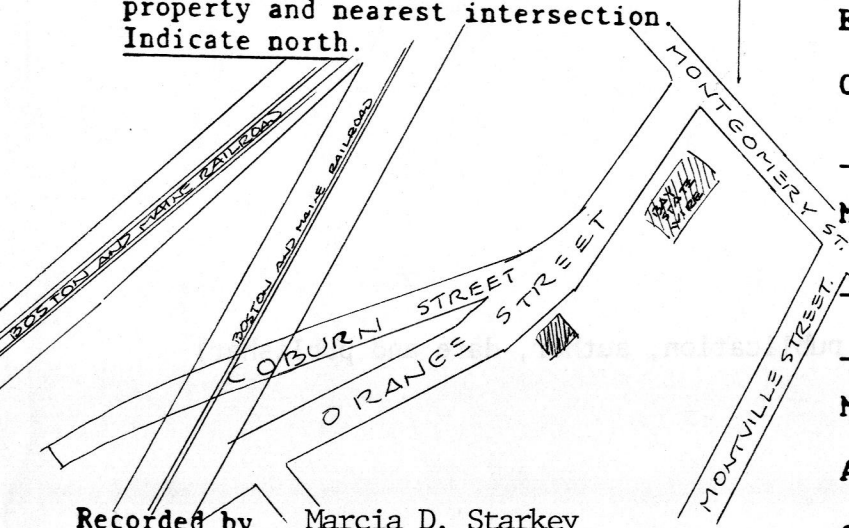 property and nearest intersection.
Indicate north.
MONTGOMERY ST.
BOSTON AND MAINE RAILROAD
BOSTON AND MAINE RAILROAD
BAY
STATE
WIRE
COBURN STREET
ORANGE STREET
MONTVILLE STREET.
Recorded by Marcia D. Starkey